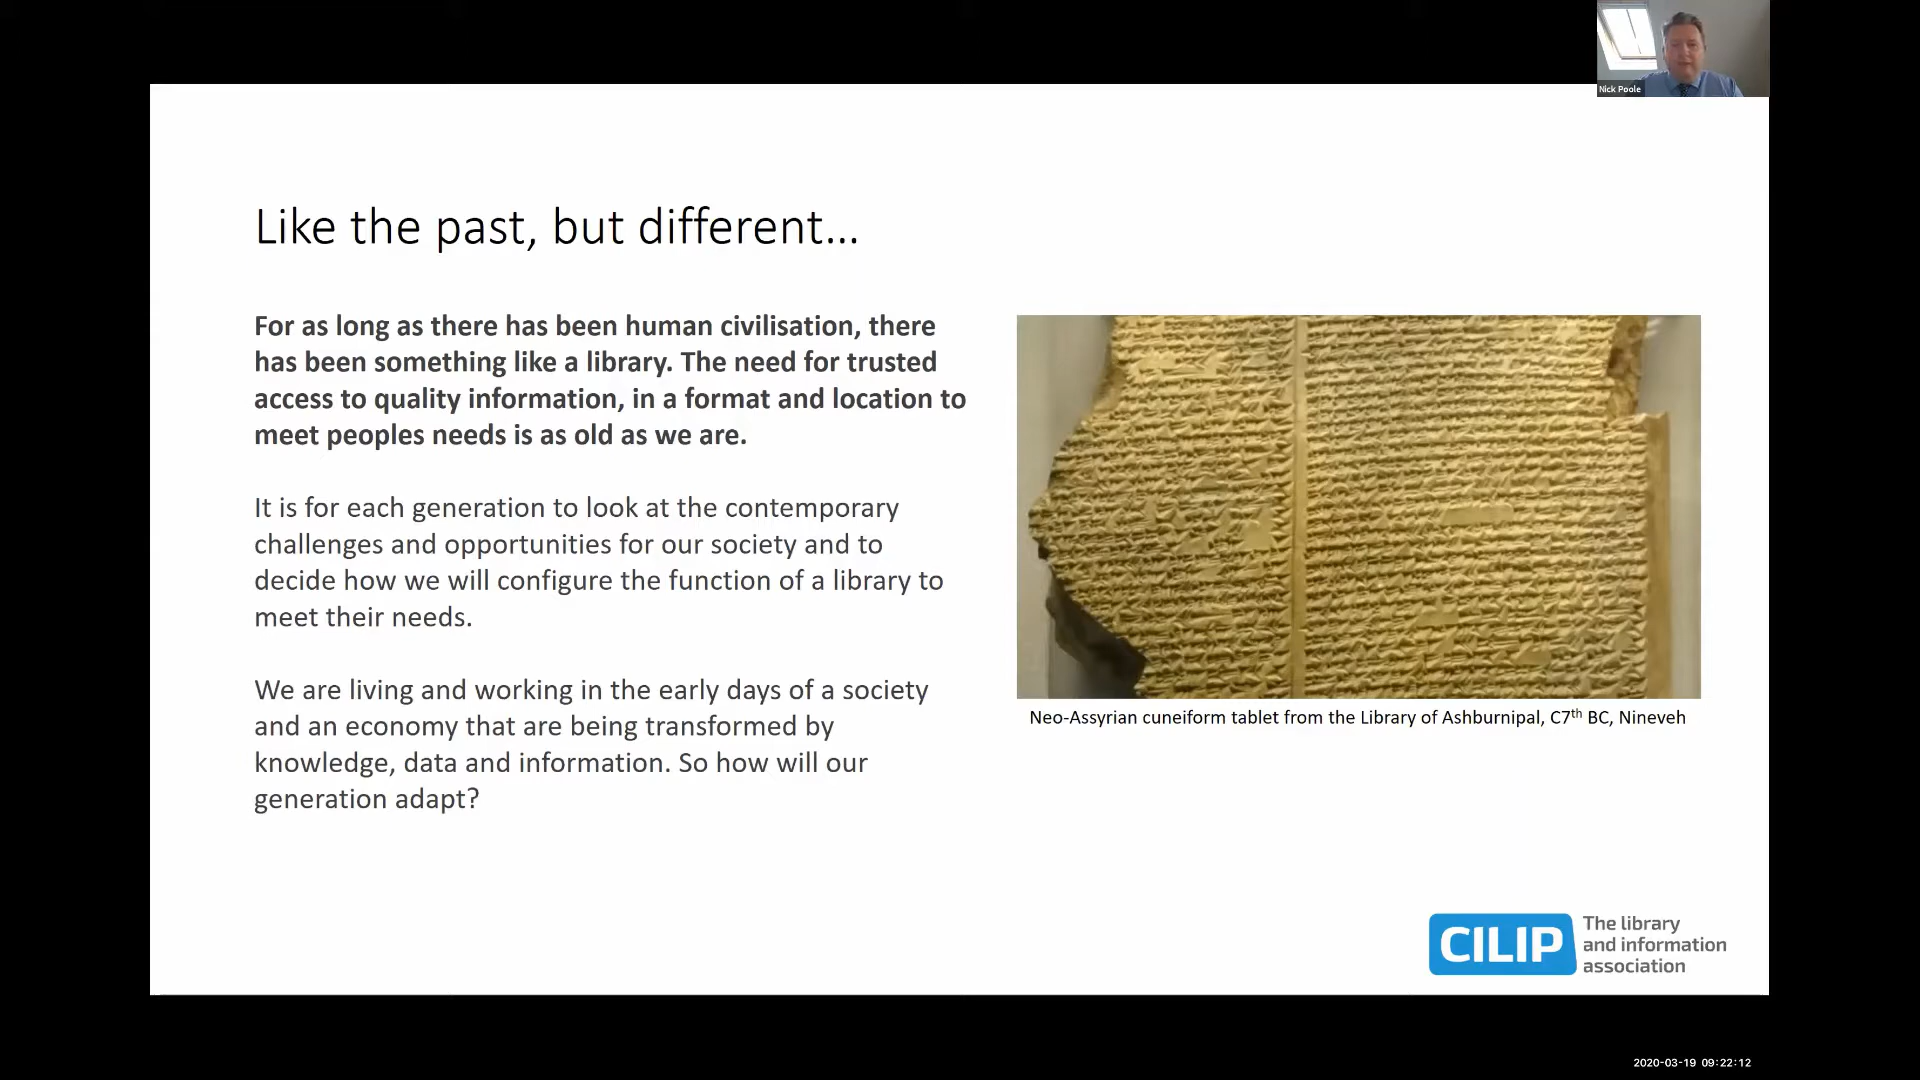 Nick Poole
Like the past, but different...
For as long as there has been human civilisation, there
has been something like a library. The need for trusted
access to quality information, in a format and location to
meet peoples needs is as old as we are.
It is for each generation to look at the contemporary
challenges and opportunities for our society and to
decide how we will configure the function of a library to
meet their needs.
We are living and working in the early days of a society
and an economy that are being transformed by
knowledge, data and information. So how will our
generation adapt?
Neo-Assyrian cuneiform tablet from the Library of Ashburnipal, C7th BC, Nineveh
CILIP
The library
and information
association
2020-03-19 09:22:12